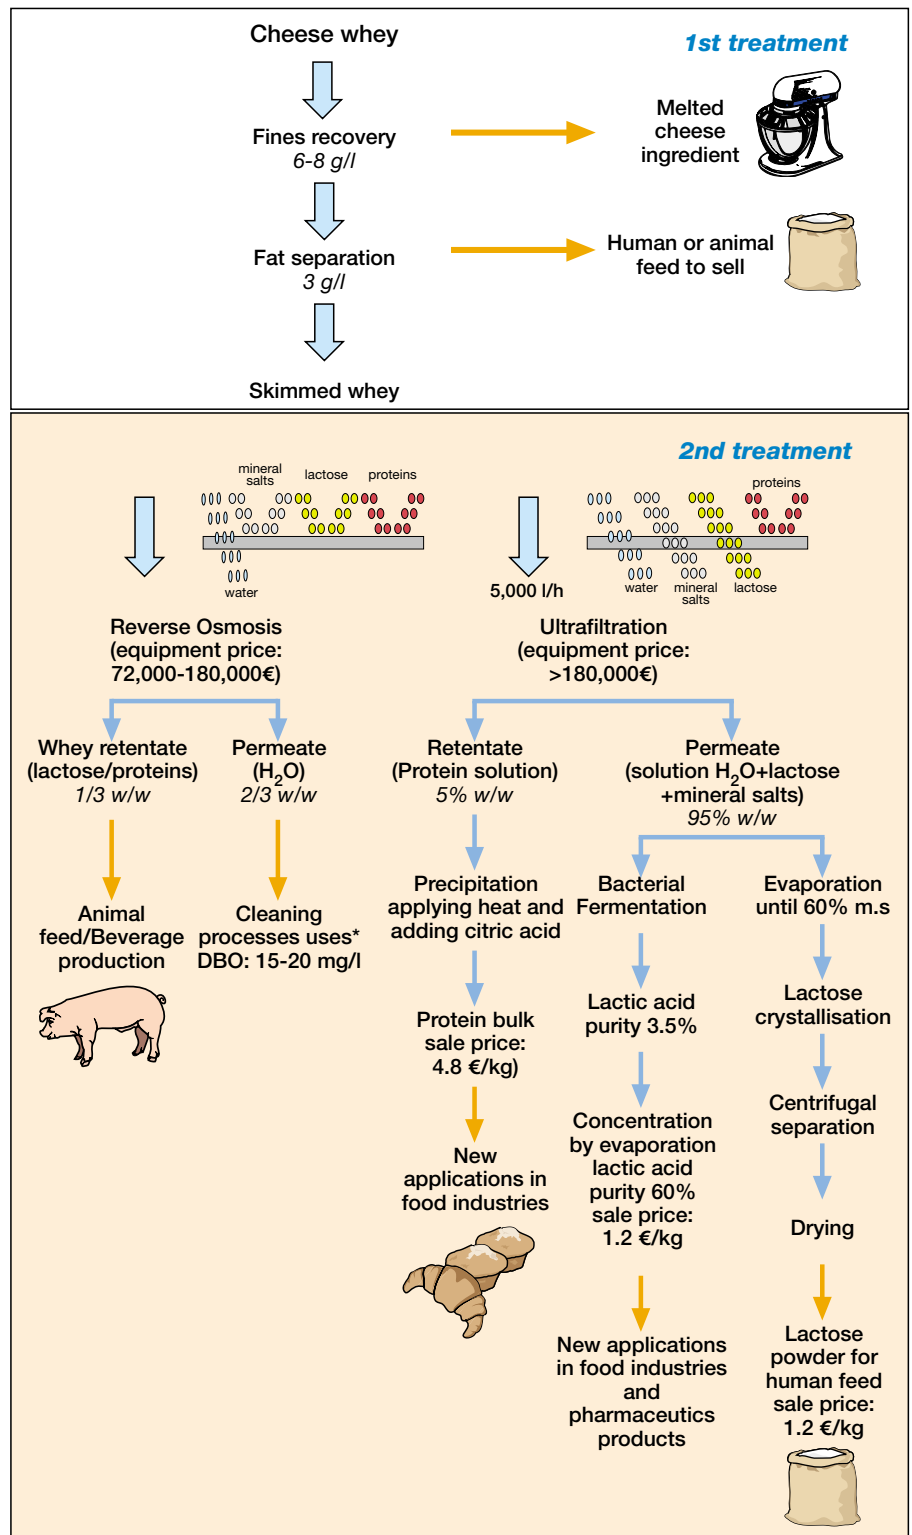 Cheese whey
1st treatment
Melted
cheese
ingredient
Fines recovery
6-8 g/l
Human or animal
feed to sell
Fat separation
3 g/l
Skimmed whey
2nd treatment
mineral
salts
lactose
proteins
water
proteins
5,000 l/h
water
mineral
salts
lactose
Reverse Osmosis
(equipment price:
72,000-180,000€)
Ultrafiltration
(equipment price:
>180,000€)
Whey retentate
(lactose/proteins)
1/3 w/w
Permeate
(H₂O)
2/3 w/w
Retentate
(Protein solution)
5% w/w
Permeate
(solution H₂O+lactose
+mineral salts)
95% w/w
Animal
feed/Beverage
production
Cleaning
processes uses*
DBO: 15-20 mg/l
Precipitation
applying heat and
adding citric acid
Protein bulk
sale price:
4.8 €/kg)
New
applications in
food industries
Bacterial
Fermentation
Lactic acid
purity 3.5%
Concentration
by evaporation
lactic acid
purity 60%
sale price:
1.2 €/kg
New applications
in food industries
and
pharmaceutics
products
Evaporation
until 60% m.s
Lactose
crystallisation
Centrifugal
separation
Drying
Lactose
powder for
human feed
sale price:
1.2 €/kg